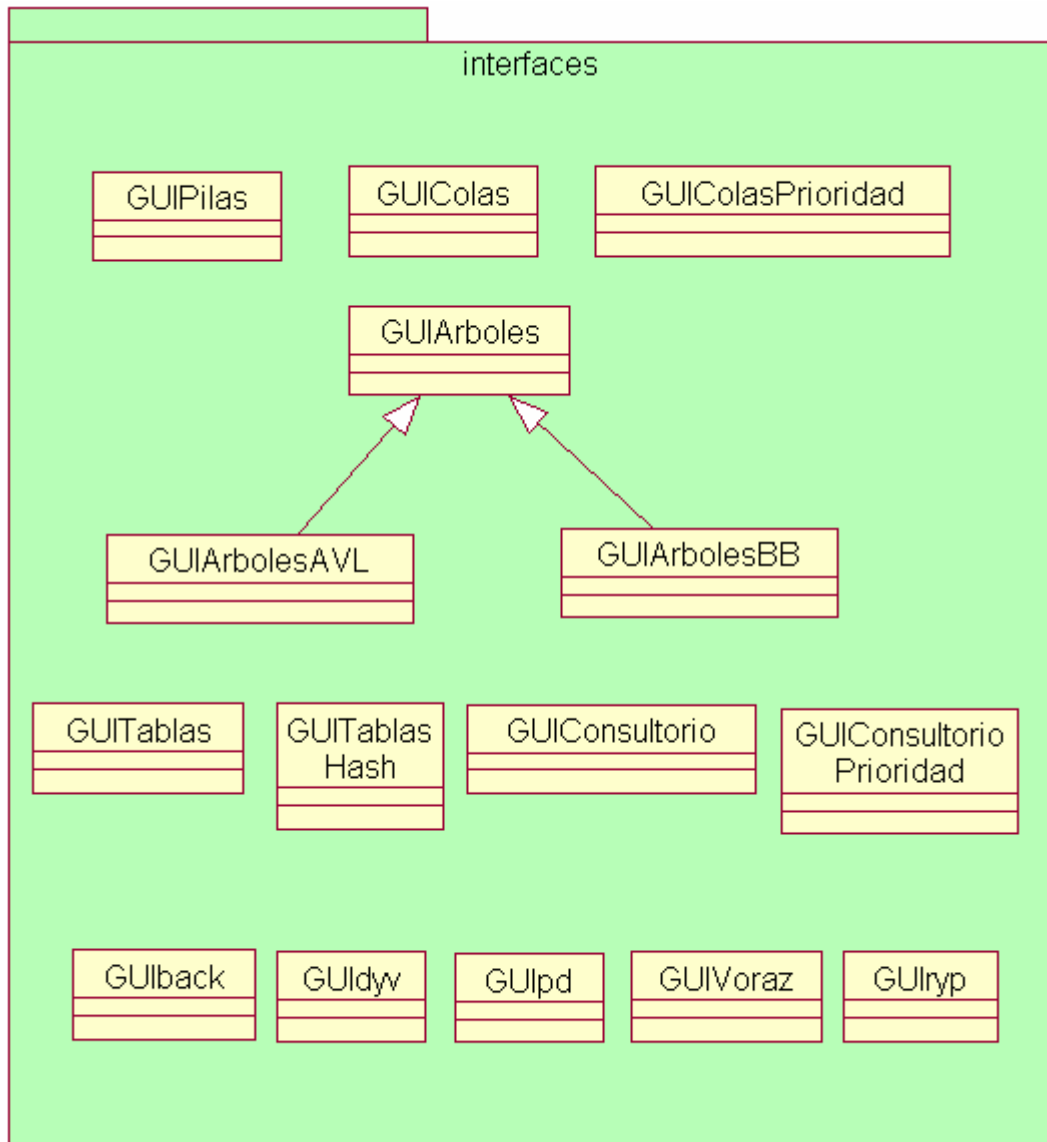 interfaces
GUIPilas
GUIColas
GUIColasPrioridad
GUIArboles
GUIArbolesAVL
GUIArbolesBB
GUITablas
GUITablas
Hash
GUIConsultorio
GUIConsultorio
Prioridad
GUIback
GUIdyv
GUIpd
GUIVoraz
GUIryp